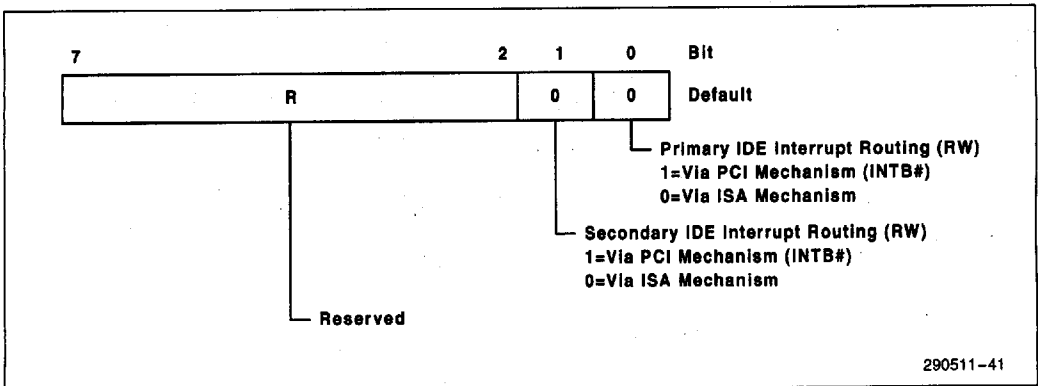 7 2 1 0 Bit
R 0 0 Default
Primary IDE Interrupt Routing (RW)
1=Via PCI Mechanism (INTB#)
0=Via ISA Mechanism
Secondary IDE Interrupt Routing (RW)
1=Via PCI Mechanism (INTB#)
0=Via ISA Mechanism
Reserved
290511-41